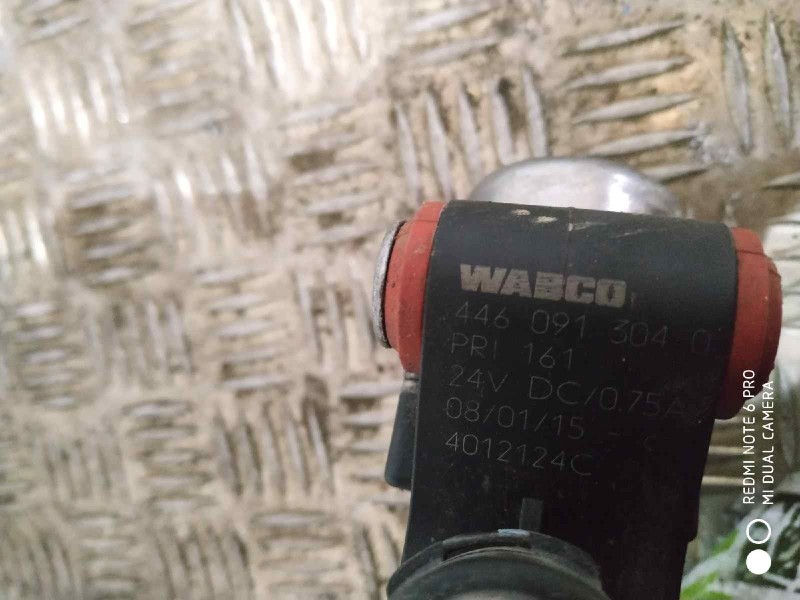 WABCO
446 091 304 0
PRI 161
24V DC/0.75A
08/01/15 - c
4012124C
REDMI NOTE 6 PRO
MI DUAL CAMERA